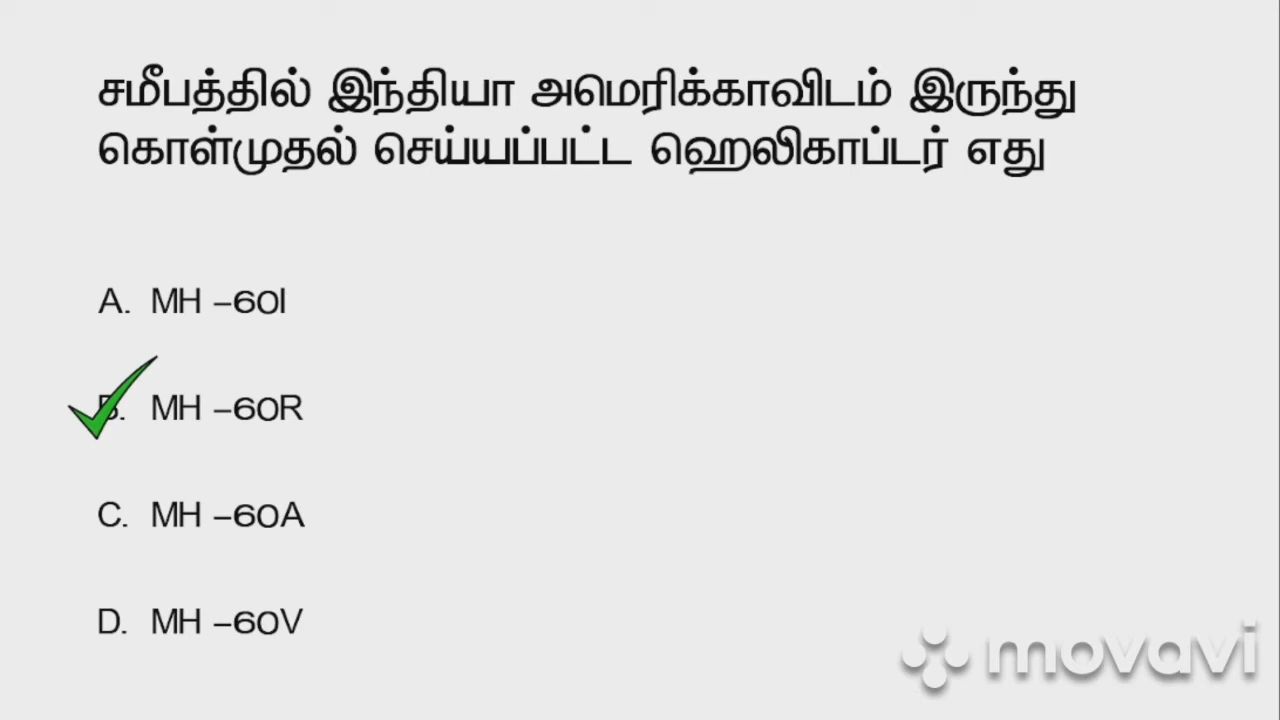 சமீபத்தில் இந்தியா அமெரிக்காவிடம் இருந்து
கொள்முதல் செய்யப்பட்ட ஹெலிகாப்டர் எது
A. MH -60I
B. MH -60R
C. MH -60A
D. MH -60V
movavi